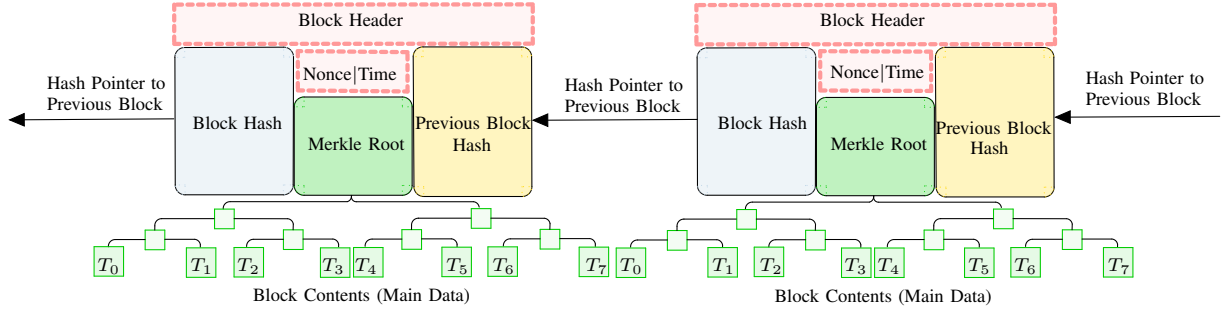 Block Header
Nonce|Time
Hash Pointer to
Previous Block
Block Hash
Merkle Root
Previous Block
Hash
T0 T1 T2 T3 T4 T5 T6 T7
Block Contents (Main Data)
Block Header
Nonce|Time
Hash Pointer to
Previous Block
Block Hash
Merkle Root
Previous Block
Hash
Hash Pointer to
Previous Block
T0 T1 T2 T3 T4 T5 T6 T7
Block Contents (Main Data)